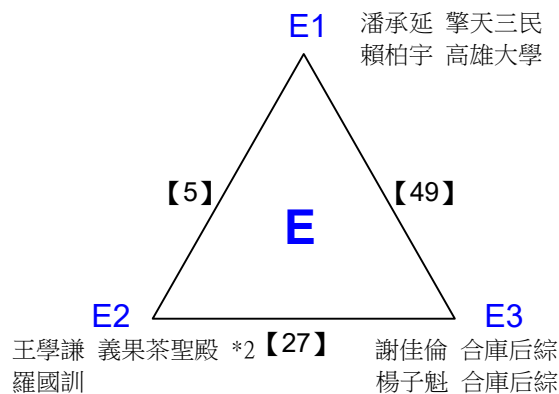 E1
潘承延 擎天三民
賴柏宇 高雄大學
【5】
【49】
E
E2
E3
王學謙 義果茶聖殿 *2
【27】
謝佳倫 合庫后綜
羅國訓
楊子魁 合庫后綜